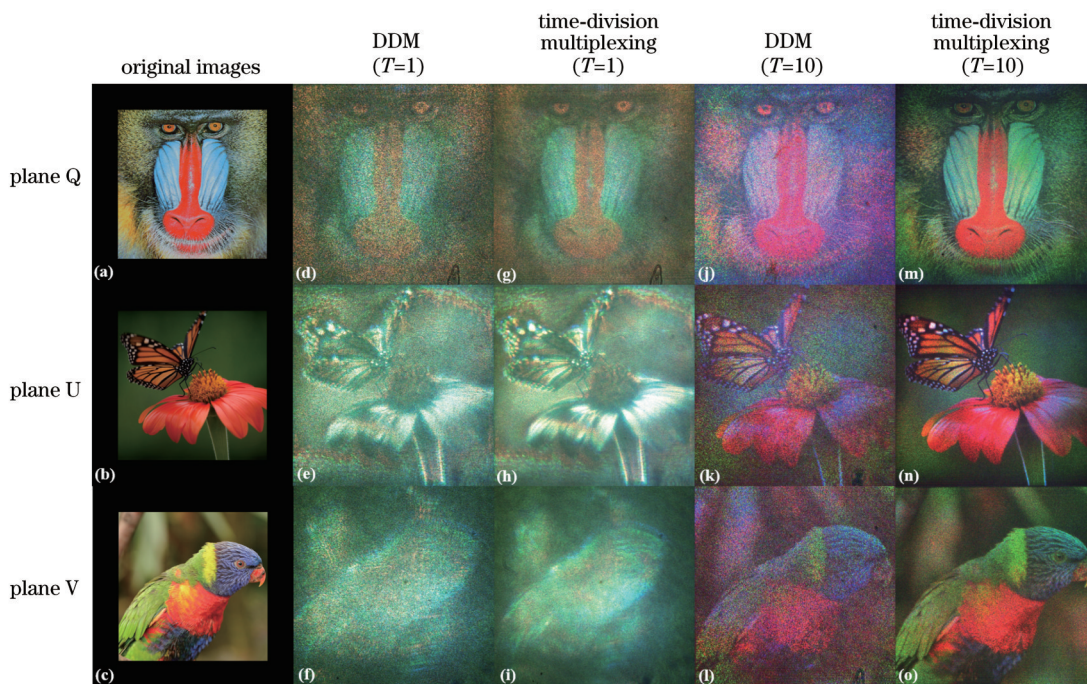 original images
DDM
(T=1)
time-division
multiplexing
(T=1)
DDM
(T=10)
time-division
multiplexing
(T=10)
plane Q
(a)
(d)
(g)
(j)
(m)
plane U
(b)
(e)
(h)
(k)
(n)
plane V
(c)
(f)
(i)
(l)
(o)